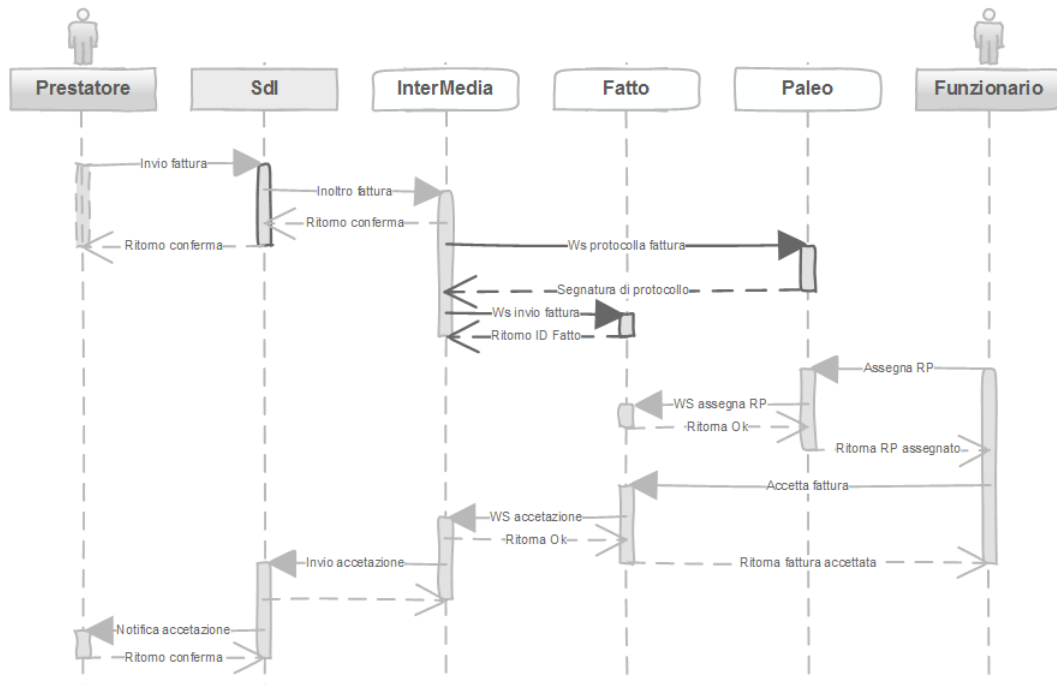 Prestatore
SdI
InterMedia
Fatto
Paleo
Funzionario
Invio fattura
Inoltro fattura
Ritorno conferma
Ritorno conferma
Ws protocolla fattura
Segnatura di protocollo
Ws invio fattura
Ritorno ID Fatto
Assegna RP
WS assegna RP
Ritorna Ok
Ritorna RP assegnato
Accetta fattura
WS accetazione
Ritorna Ok
Invio accetazione
Ritorna fattura accettata
Notifica accetazione
Ritorno conferma